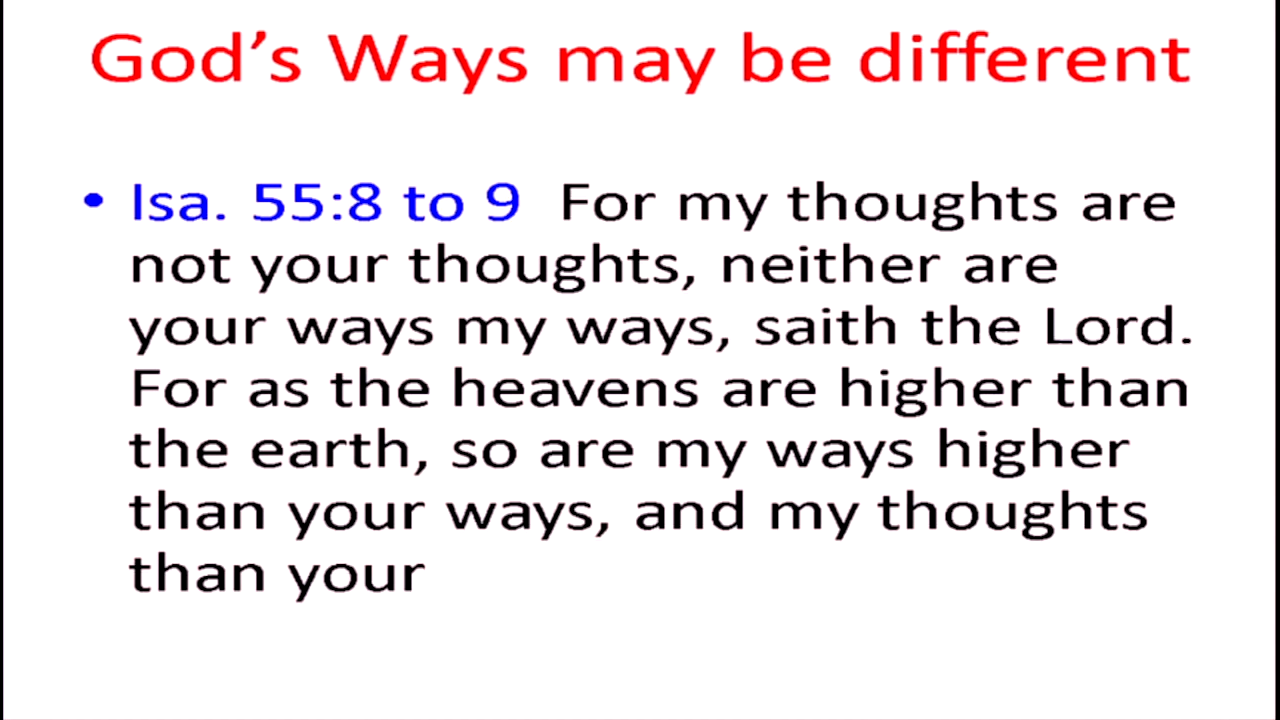 God’s Ways may be different
• Isa. 55:8 to 9 For my thoughts are
not your thoughts, neither are
your ways my ways, saith the Lord.
For as the heavens are higher than
the earth, so are my ways higher
than your ways, and my thoughts
than your